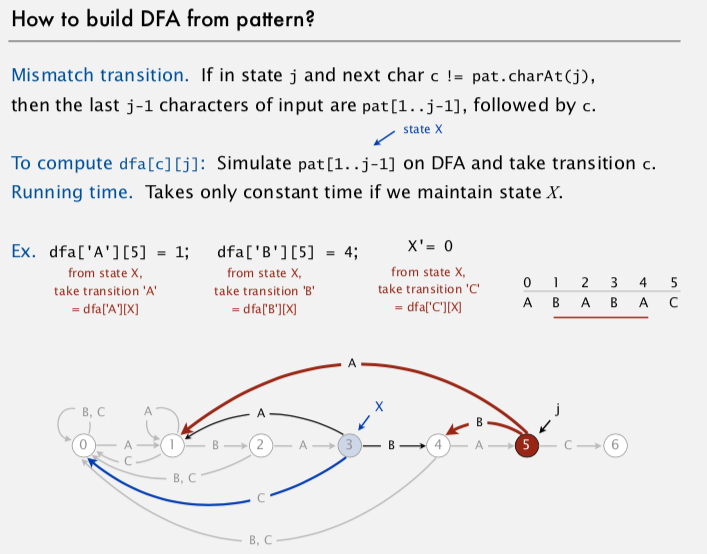 How to build DFA from pattern?
Mismatch transition. If in state j and next char c != pat.charAt(j),
then the last j-1 characters of input are pat[1..j-1], followed by c.
state X
To compute dfa[c][j]: Simulate pat[1..j-1] on DFA and take transition c.
Running time. Takes only constant time if we maintain state X.
Ex. dfa['A'][5] = 1; dfa['B'][5] = 4; X'= 0
from state X,
take transition 'A'
= dfa['A'][X]
from state X,
take transition 'B'
= dfa['B'][X]
from state X,
take transition 'C'
= dfa['C'][X]
0 1 2 3 4 5
A B A B A C
A
B, C A A X B j
0 A 1 B 2 A 3 B 4 A 5 C 6
C
B, C
C
B, C